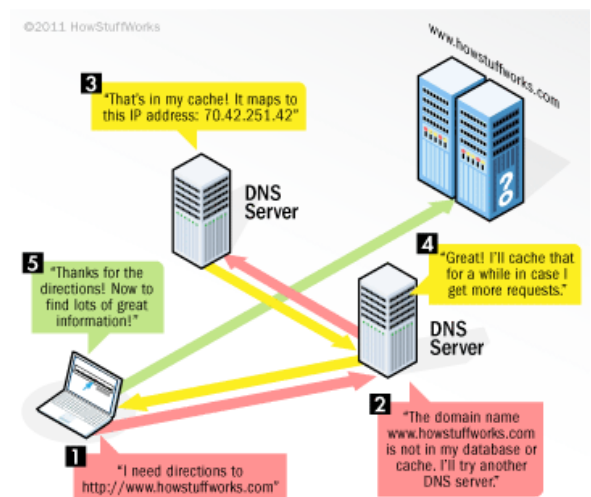 ©2011 HowStuffWorks
www.howstuffworks.com
3
"That's in my cache! It maps to
this IP address: 70.42.251.42"
DNS
Server
?
4
"Great! I'll cache that
for a while in case I
get more requests."
5
"Thanks for the
directions! Now to
find lots of great
information!"
DNS
Server
2
"The domain name
www.howstuffworks.com
is not in my database or
cache. I'll try another
DNS server."
1
"I need directions to
http://www.howstuffworks.com"